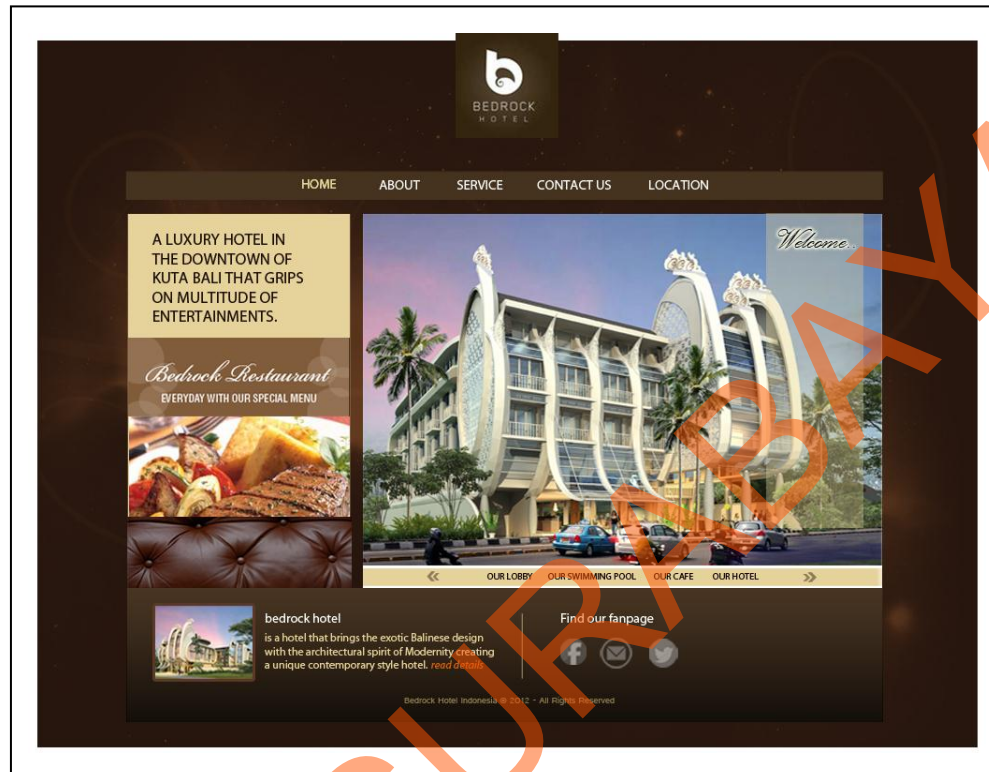 BEDROCK
HOTEL
HOME ABOUT SERVICE CONTACT US LOCATION
A LUXURY HOTEL IN
THE DOWNTOWN OF
KUTA BALI THAT GRIPS
ON MULTITUDE OF
ENTERTAINMENTS.
Bedrock Restaurant
EVERYDAY WITH OUR SPECIAL MENU
Welcome..
« OUR LOBBY OUR SWIMMING POOL OUR CAFE OUR HOTEL »
bedrock hotel
is a hotel that brings the exotic Balinese design
with the architectural spirit of Modernity creating
a unique contemporary style hotel. read details
Find our fanpage
Bedrock Hotel Indonesia © 2012 - All Rights Reserved
SURABAYA